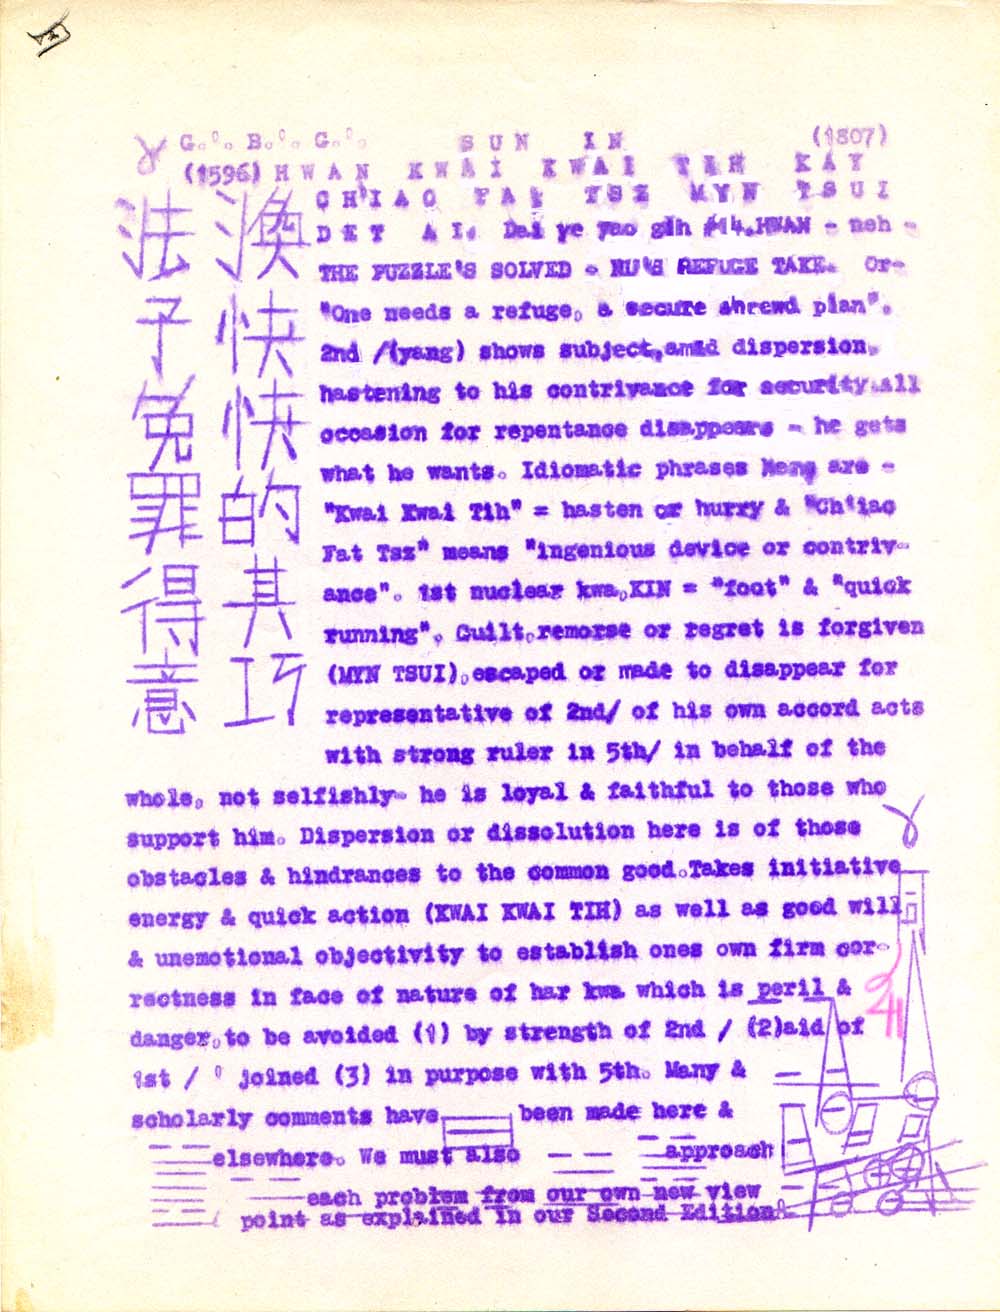 G.'. B.'. G.'. SUN IN (1807)
(1596) HWAN KWAI KWAI TIH KAY
CH'IAO FAT TSZ MYN TSUI
DET AI. Dai ye yao gih #14.HWAN - neh -
THE PUZZLE'S SOLVED - NU'S REFUGE TAKE. Or-
"One needs a refuge, a secure shrewd plan".
2nd /(yang) shows subject,amid dispersion,
hastening to his contrivance for security.All
occasion for repentance disappears - he gets
what he wants. Idiomatic phrases Meng are -
"Kwai Kwai Tih" = hasten or hurry & "Ch'iao
Fat Tsz" means "ingenious device or contriv-
ance". 1st nuclear kwa,KIN = "foot" & "quick
running". Guilt,remorse or regret is forgiven
(MYN TSUI),escaped or made to disappear for
representative of 2nd/ of his own accord acts
with strong ruler in 5th/ in behalf of the
渙快快的其巧
法子免罪得意
whole, not selfishly- he is loyal & faithful to those who
support him. Dispersion or dissolution here is of those
obstacles & hindrances to the common good.Takes initiative
energy & quick action (KWAI KWAI TIH) as well as good will
& unemotional objectivity to establish ones own firm cor-
rectness in face of nature of har kwa which is peril &
danger,to be avoided (1) by strength of 2nd / (2)aid of
1st / ' joined (3) in purpose with 5th. Many &
scholarly comments have been made here &
elsewhere. We must also approach
each problem from our own new view
point as explained in our Second Edition&